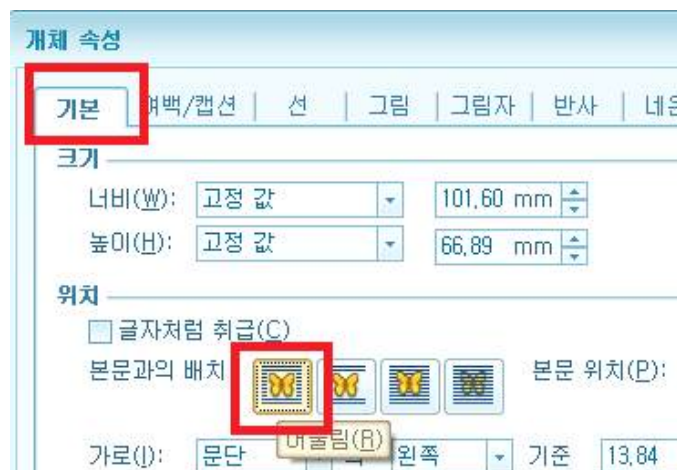 개체 속성
기본 여백/캡션 선 그림 그림자 반사 네온
크기
너비(W): 고정 값 101,60 mm
높이(H): 고정 값 66,89 mm
위치
글자처럼 취급(C)
본문과의 배치 본문 위치(P):
어울림(R)
가로(I): 문단 왼쪽 기준 13,84